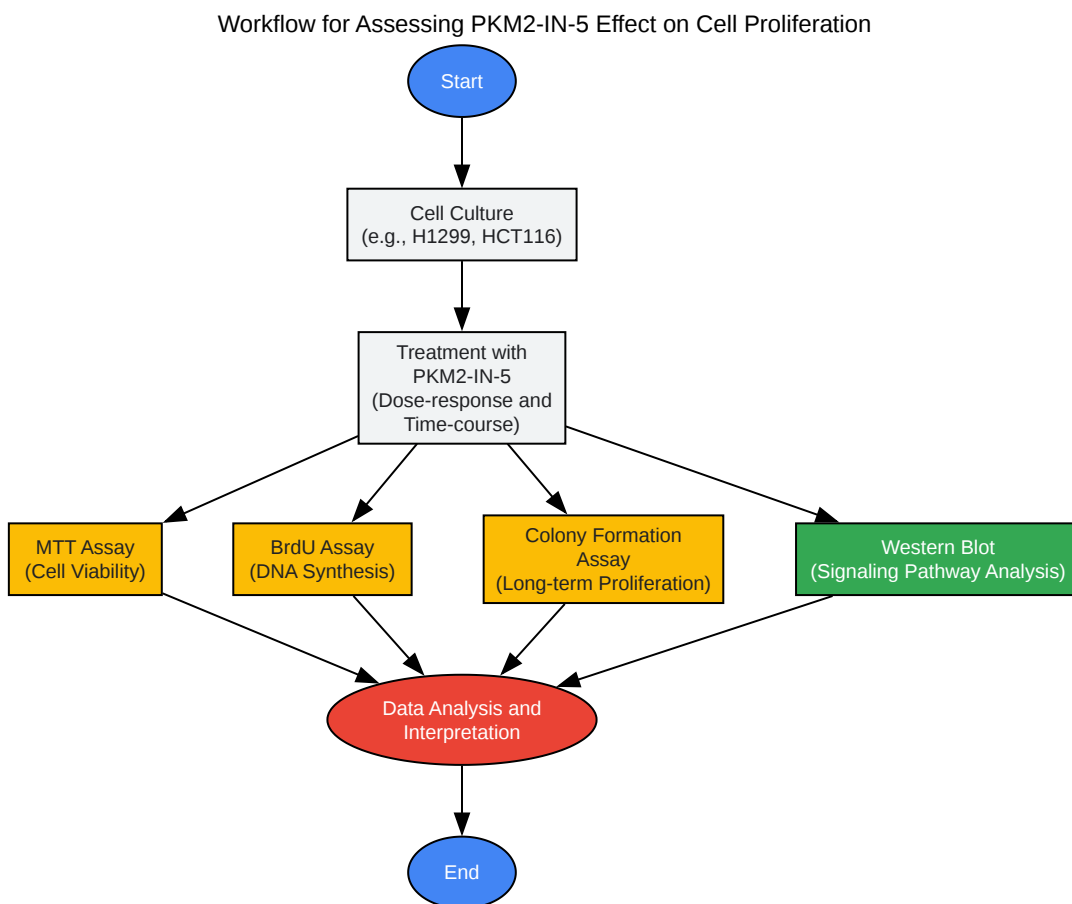 Workflow for Assessing PKM2-IN-5 Effect on Cell Proliferation
Start
Cell Culture
(e.g., H1299, HCT116)
Treatment with
PKM2-IN-5
(Dose-response and
Time-course)
MTT Assay
(Cell Viability)
BrdU Assay
(DNA Synthesis)
Colony Formation
Assay
(Long-term Proliferation)
Western Blot
(Signaling Pathway Analysis)
Data Analysis and
Interpretation
End